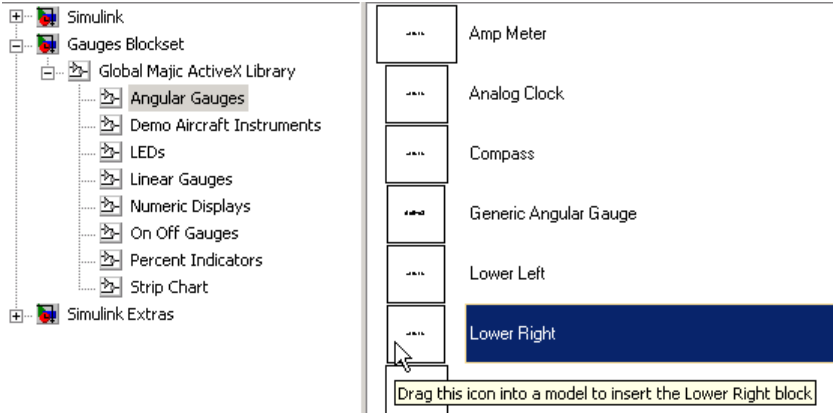 Simulink
Gauges Blockset
Global Majic ActiveX Library
Angular Gauges
Demo Aircraft Instruments
LEDs
Linear Gauges
Numeric Displays
On Off Gauges
Percent Indicators
Strip Chart
Simulink Extras
Amp Meter
Analog Clock
Compass
Generic Angular Gauge
Lower Left
Lower Right
Drag this icon into a model to insert the Lower Right block